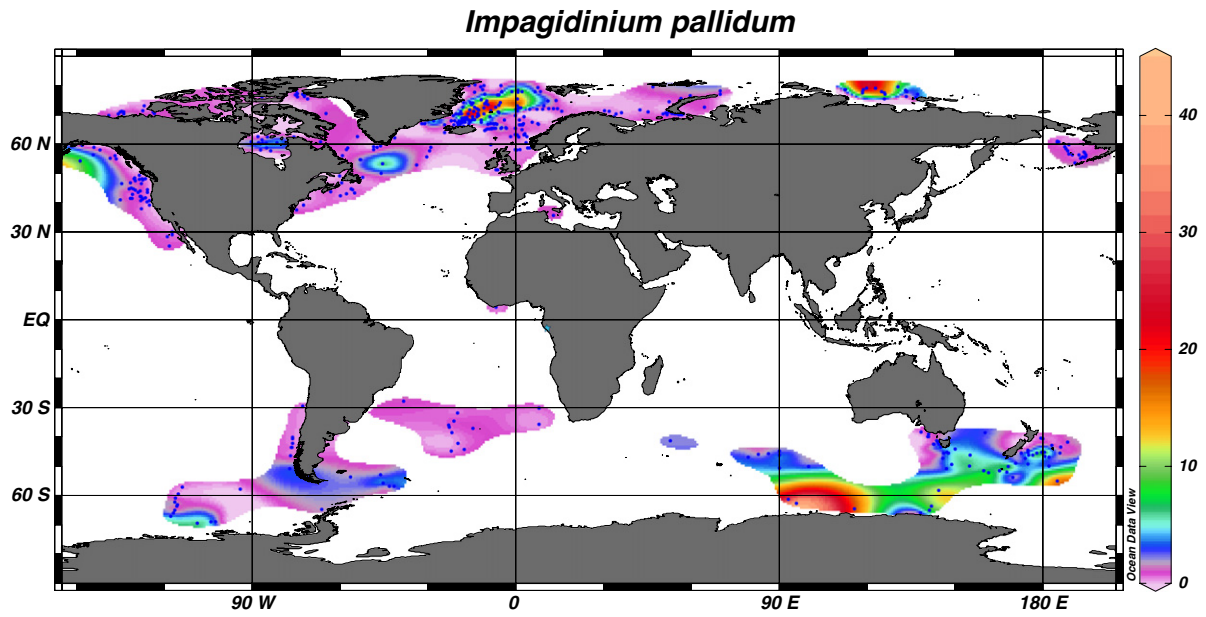 Impagidinium pallidum
60 N
30 N
EQ
30 S
60 S
90 W
0
90 E
180 E
40
30
20
10
0
Ocean Data View